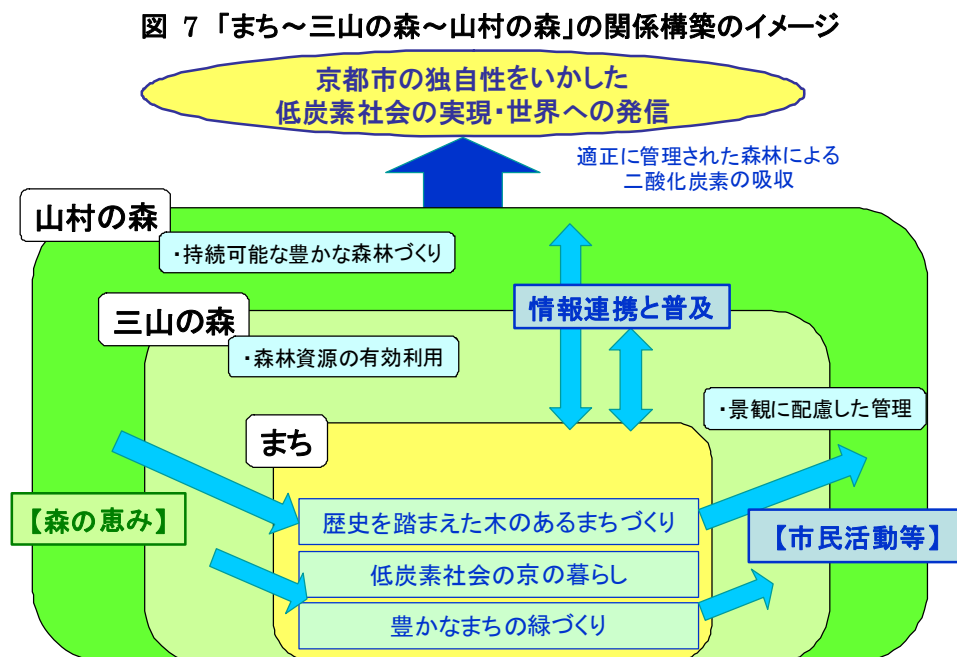 図 7 「まち～三山の森～山村の森」の関係構築のイメージ
京都市の独自性をいかした
低炭素社会の実現・世界への発信
適正に管理された森林による
二酸化炭素の吸収
山村の森
・持続可能な豊かな森林づくり
三山の森
・森林資源の有効利用
情報連携と普及
・景観に配慮した管理
まち
【森の恵み】
歴史を踏まえた木のあるまちづくり
低炭素社会の京の暮らし
豊かなまちの緑づくり
【市民活動等】